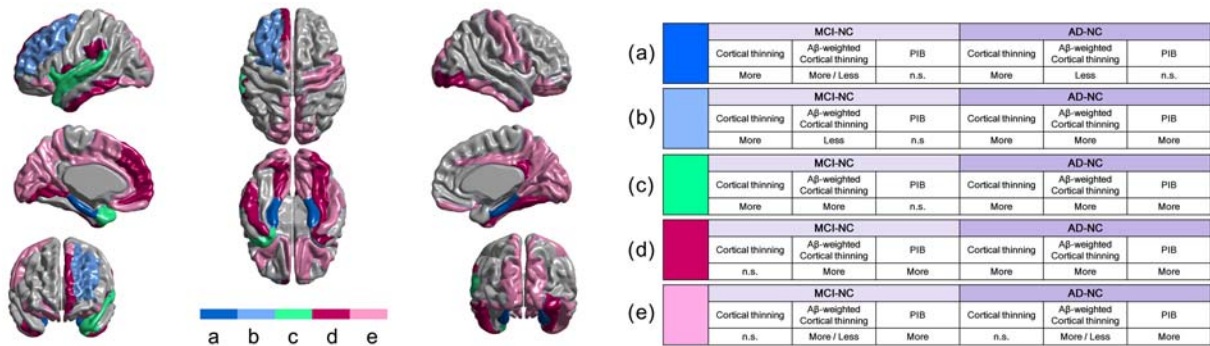 a b c d e
(a)
MCI-NC AD-NC
Cortical thinning Aβ-weighted Cortical thinning PIB Cortical thinning Aβ-weighted Cortical thinning PIB
More More / Less n.s. More Less n.s.
(b)
MCI-NC AD-NC
Cortical thinning Aβ-weighted Cortical thinning PIB Cortical thinning Aβ-weighted Cortical thinning PIB
More Less n.s More More More
(c)
MCI-NC AD-NC
Cortical thinning Aβ-weighted Cortical thinning PIB Cortical thinning Aβ-weighted Cortical thinning PIB
More More n.s. More More More
(d)
MCI-NC AD-NC
Cortical thinning Aβ-weighted Cortical thinning PIB Cortical thinning Aβ-weighted Cortical thinning PIB
n.s. More More More More More
(e)
MCI-NC AD-NC
Cortical thinning Aβ-weighted Cortical thinning PIB Cortical thinning Aβ-weighted Cortical thinning PIB
n.s. More / Less More n.s. More / Less More